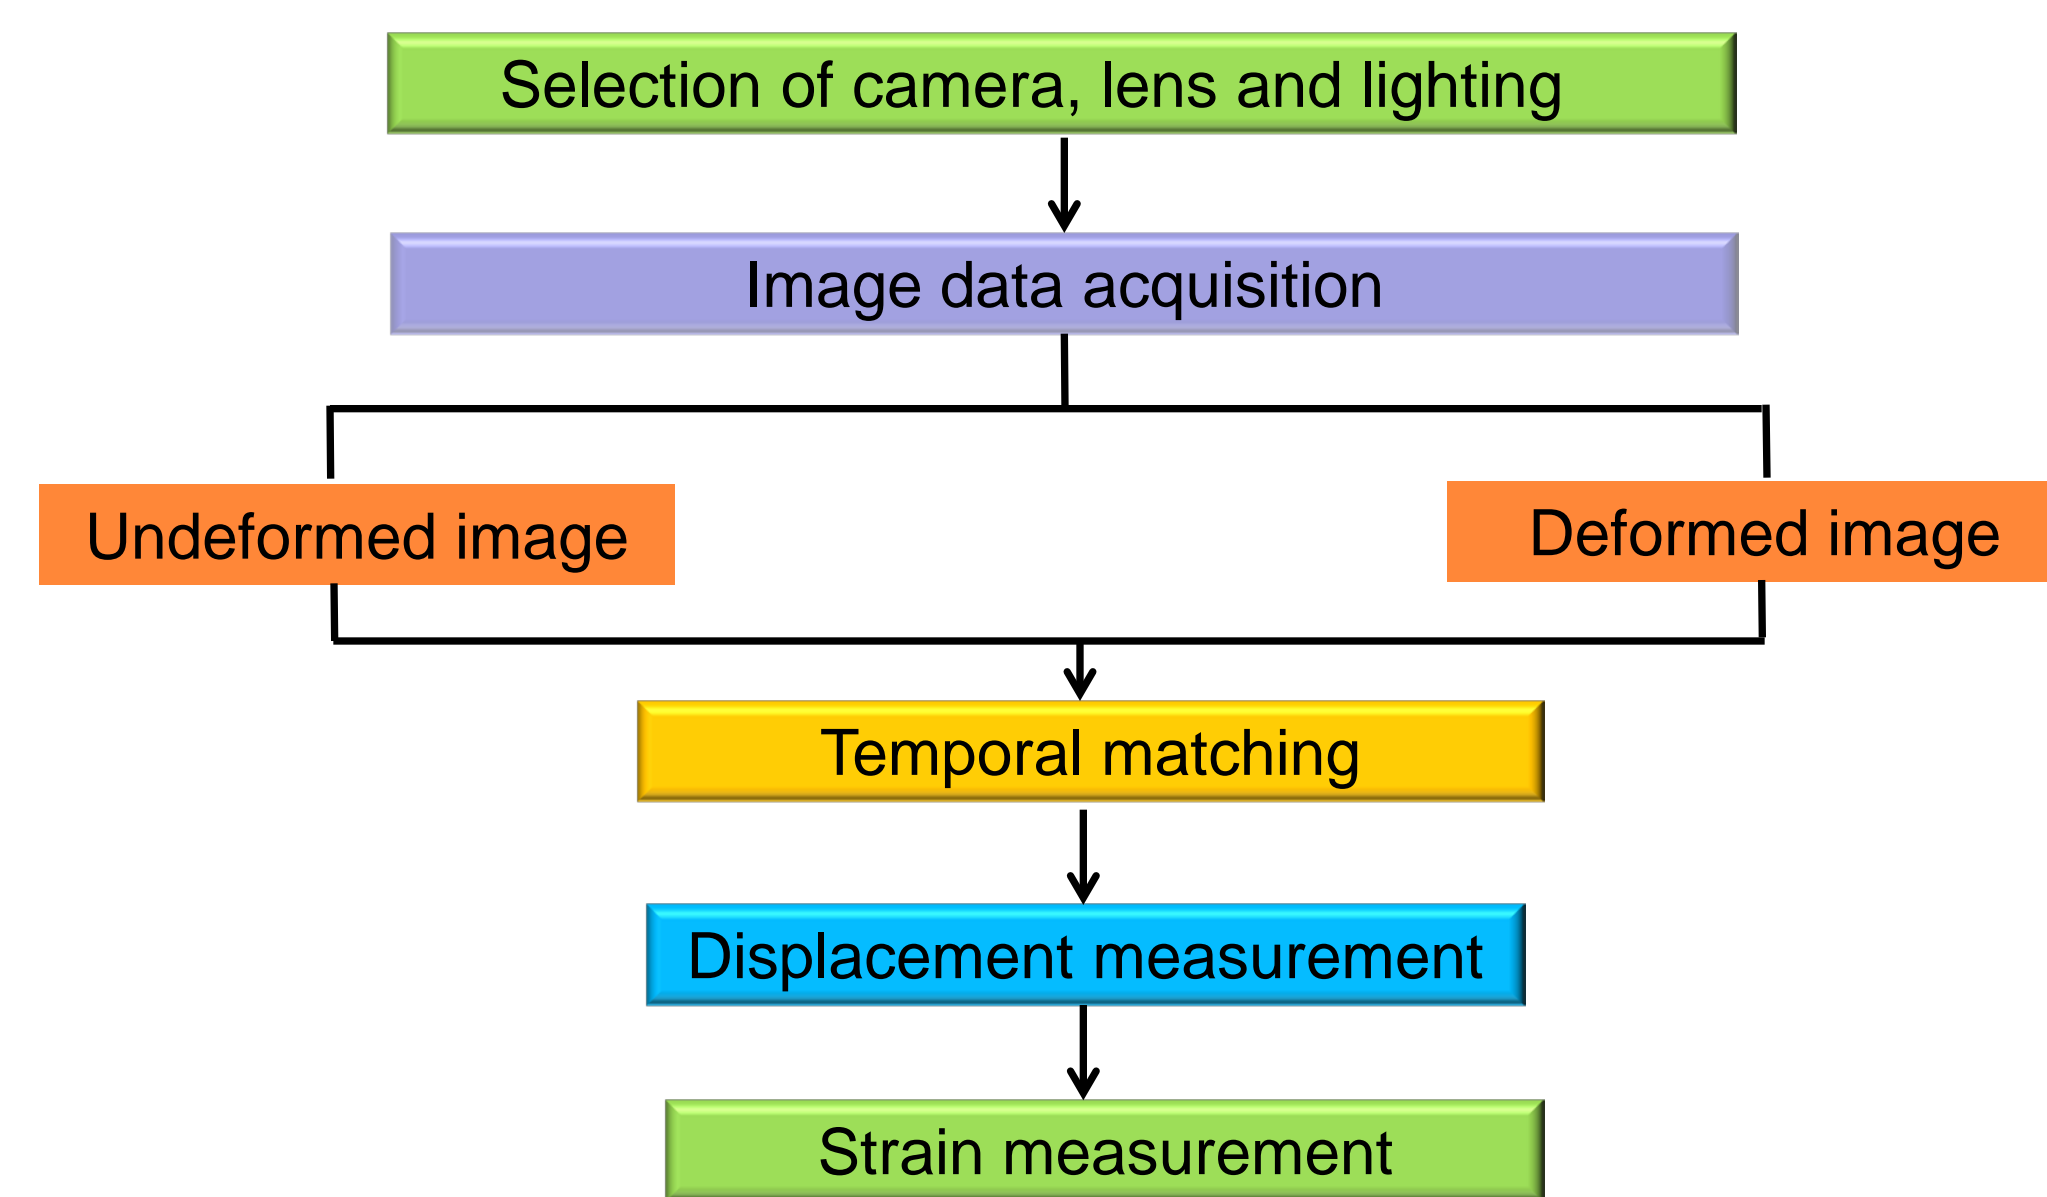 Selection of camera, lens and lighting
Image data acquisition
Undeformed image
Deformed image
Temporal matching
Displacement measurement
Strain measurement